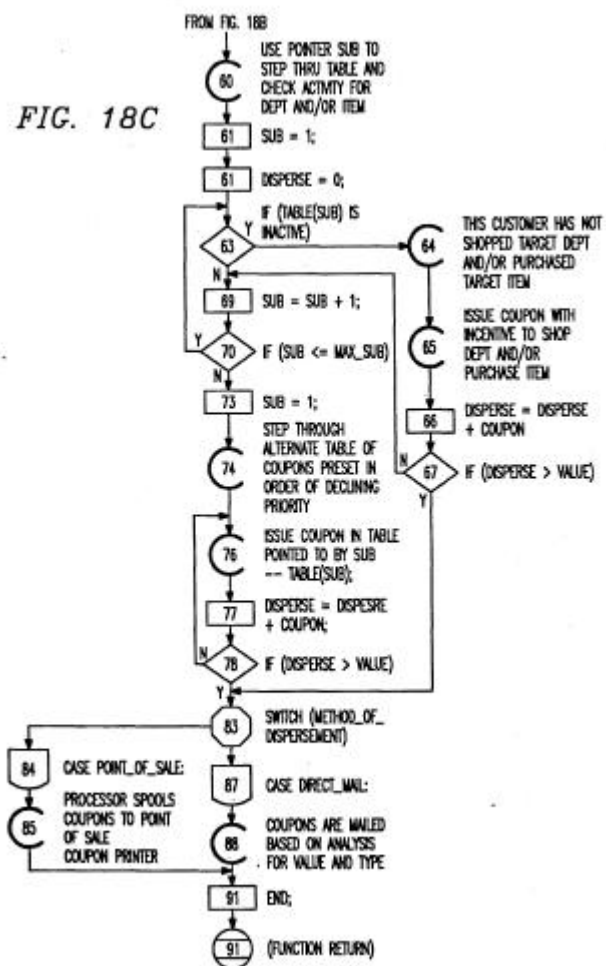 FROM FIG. 18B
FIG. 18C
60
USE POINTER SUB TO
STEP THRU TABLE AND
CHECK ACTIVITY FOR
DEPT AND/OR ITEM
61
SUB = 1;
61
DISPERSE = 0;
IF (TABLE(SUB) IS
INACTIVE)
63
Y
N
64
THIS CUSTOMER HAS NOT
SHOPPED TARGET DEPT
AND/OR PURCHASED
TARGET ITEM
69
SUB = SUB + 1;
65
ISSUE COUPON WITH
INCENTIVE TO SHOP
DEPT AND/OR
PURCHASE ITEM
Y
70
IF (SUB <= MAX_SUB)
N
66
DISPERSE = DISPERSE
+ COUPON
73
SUB = 1;
N
67
IF (DISPERSE > VALUE)
Y
74
STEP THROUGH
ALTERNATE TABLE OF
COUPONS PRESET IN
ORDER OF DECLINING
PRIORITY
76
ISSUE COUPON IN TABLE
POINTED TO BY SUB
-- TABLE(SUB);
77
DISPERSE = DISPESRE
+ COUPON;
N
78
IF (DISPERSE > VALUE)
Y
83
SWITCH (METHOD_OF_
DISPERSEMENT)
84
CASE POINT_OF_SALE:
87
CASE DIRECT_MAIL:
85
PROCESSOR SPOOLS
COUPONS TO POINT
OF SALE
COUPON PRINTER
88
COUPONS ARE MAILED
BASED ON ANALYSIS
FOR VALUE AND TYPE
91
END;
91
(FUNCTION RETURN)